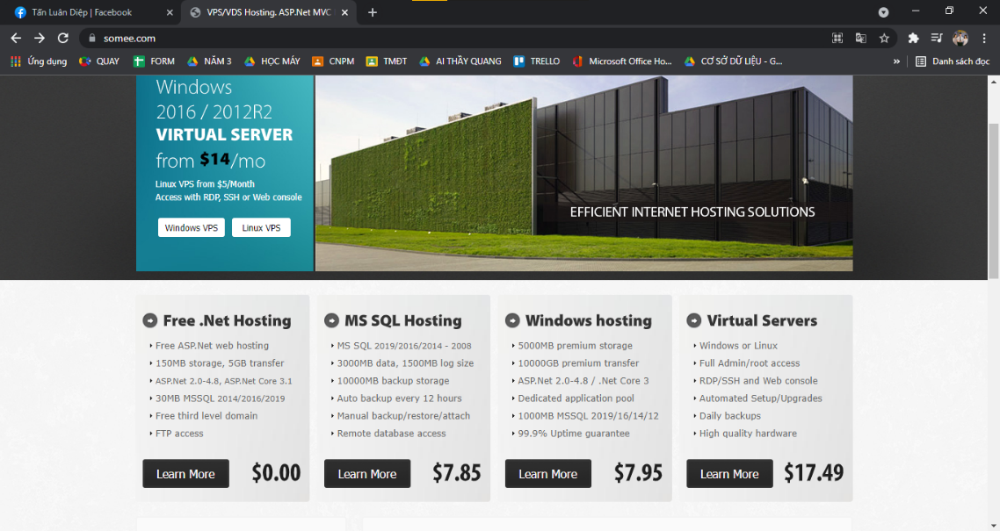 Tấn Luân Diệp | Facebook
VPS/VDS Hosting. ASP.Net MVC
somee.com
Ứng dụng
QUAY
FORM
NĂM 3
HỌC MÁY
CNPM
TMĐT
AI THẦY QUANG
TRELLO
Microsoft Office Ho...
CƠ SỞ DỮ LIỆU - G...
»
Danh sách đọc
Windows
2016 / 2012R2
VIRTUAL SERVER
from $14/mo
Linux VPS from $5/Month
Access with RDP, SSH or Web console
Windows VPS
Linux VPS
EFFICIENT INTERNET HOSTING SOLUTIONS
Free .Net Hosting
Free ASP.Net web hosting
150MB storage, 5GB transfer
ASP.Net 2.0-4.8, ASP.Net Core 3.1
30MB MSSQL 2014/2016/2019
Free third level domain
FTP access
Learn More
$0.00
MS SQL Hosting
MS SQL 2019/2016/2014 - 2008
3000MB data, 1500MB log size
10000MB backup storage
Auto backup every 12 hours
Manual backup/restore/attach
Remote database access
Learn More
$7.85
Windows hosting
5000MB premium storage
10000GB premium transfer
ASP.Net 2.0-4.8 / .Net Core 3
Dedicated application pool
1000MB MSSQL 2019/16/14/12
99.9% Uptime guarantee
Learn More
$7.95
Virtual Servers
Windows or Linux
Full Admin/root access
RDP/SSH and Web console
Automated Setup/Upgrades
Daily backups
High quality hardware
Learn More
$17.49